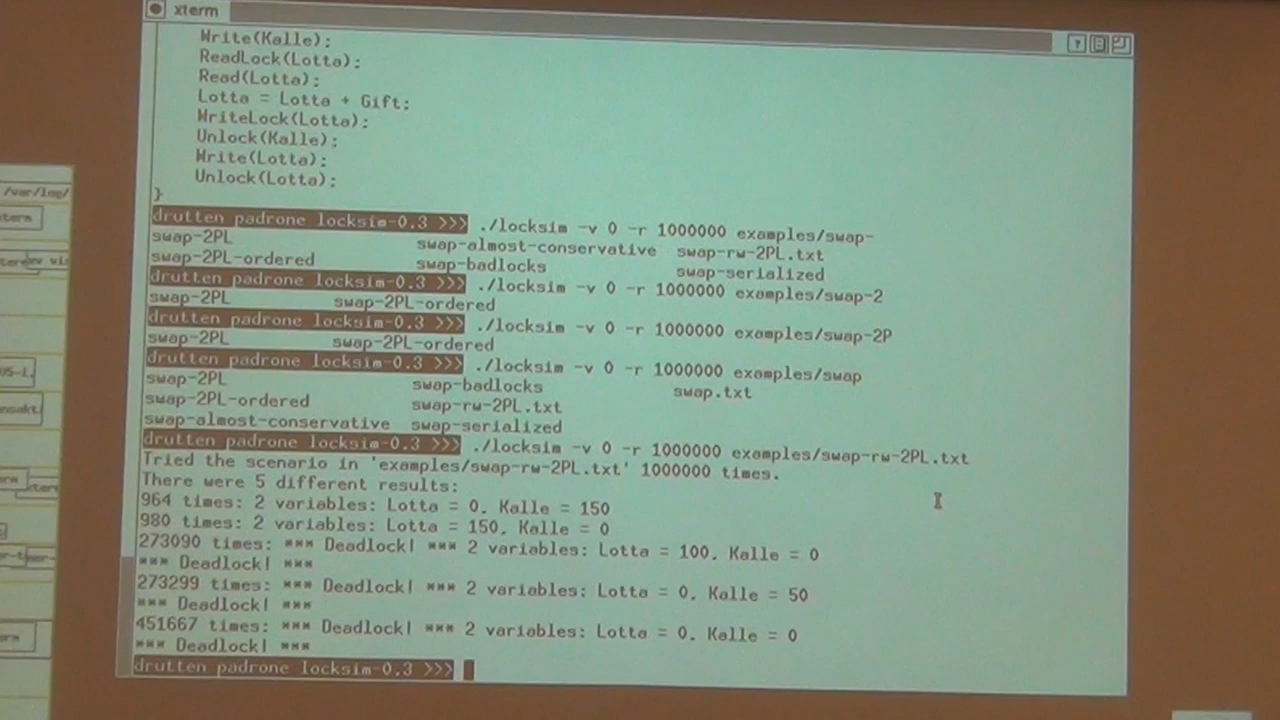 xterm
Write(Kalle);
ReadLock(Lotta);
Read(Lotta);
Lotta = Lotta + Gift;
WriteLock(Lotta);
Unlock(Kalle);
Write(Lotta);
Unlock(Lotta);
}
drutten padrone locksim-0.3 >>> ./locksim -v 0 -r 1000000 examples/swap-
swap-2PL swap-almost-conservative swap-rw-2PL.txt
swap-2PL-ordered swap-badlocks swap-serialized
drutten padrone locksim-0.3 >>> ./locksim -v 0 -r 1000000 examples/swap-2
swap-2PL swap-2PL-ordered
drutten padrone locksim-0.3 >>> ./locksim -v 0 -r 1000000 examples/swap-2P
swap-2PL swap-2PL-ordered
drutten padrone locksim-0.3 >>> ./locksim -v 0 -r 1000000 examples/swap
swap-2PL swap-badlocks swap.txt
swap-2PL-ordered swap-rw-2PL.txt
swap-almost-conservative swap-serialized
drutten padrone locksim-0.3 >>> ./locksim -v 0 -r 1000000 examples/swap-rw-2PL.txt
Tried the scenario in 'examples/swap-rw-2PL.txt' 1000000 times.
There were 5 different results:
964 times: 2 variables: Lotta = 0, Kalle = 150
980 times: 2 variables: Lotta = 150, Kalle = 0
273090 times: *** Deadlock! *** 2 variables: Lotta = 100, Kalle = 0
*** Deadlock! ***
273299 times: *** Deadlock! *** 2 variables: Lotta = 0, Kalle = 50
*** Deadlock! ***
451667 times: *** Deadlock! *** 2 variables: Lotta = 0, Kalle = 0
*** Deadlock! ***
drutten padrone locksim-0.3 >>>
/var/log/